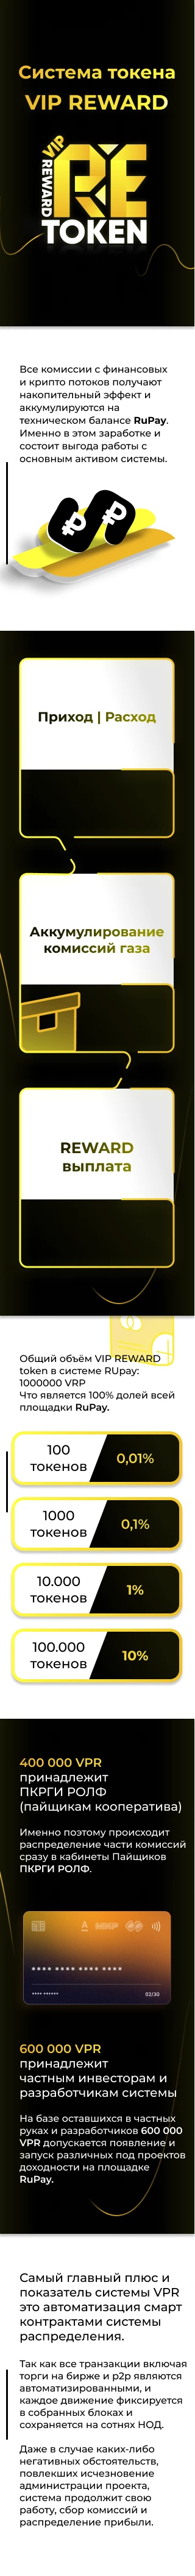 Система токена
VIP REWARD
VIP
REWARD
RE
TOKEN
Все комиссии с финансовых
и крипто потоков получают
накопительный эффект и
аккумулируются на
техническом балансе RuPay.
Именно в этом заработке и
состоит выгода работы с
основным активом системы.
Приход | Расход
Аккумулирование
комиссий газа
REWARD
выплата
Общий объём VIP REWARD
token в системе RUpay:
1000000 VRP
Что является 100% долей всей
площадки RuPay.
100
токенов
0,01%
1000
токенов
0,1%
10.000
токенов
1%
100.000
токенов
10%
400 000 VPR
принадлежит
ПКРГИ РОЛФ
(пайщикам кооператива)
Именно поэтому происходит
распределение части комиссий
сразу в кабинеты Пайщиков
ПКРГИ РОЛФ.
МИР
**** **** **** **** ****
**** ******
02/30
600 000 VPR
принадлежит
частным инвесторам и
разработчикам системы
На базе оставшихся в частных
руках и разработчиков 600 000
VPR допускается появление и
запуск различных под проектов
доходности на площадке
RuPay.
Самый главный плюс и
показатель системы VPR
это автоматизация смарт
контрактами системы
распределения.
Так как все транзакции включая
торги на бирже и p2p являются
автоматизированными, и
каждое движение фиксируется
в собранных блоках и
сохраняется на сотнях НОД.
Даже в случае каких-либо
негативных обстоятельств,
повлекших исчезновение
администрации проекта,
система продолжит свою
работу, сбор комиссий и
распределение прибыли.